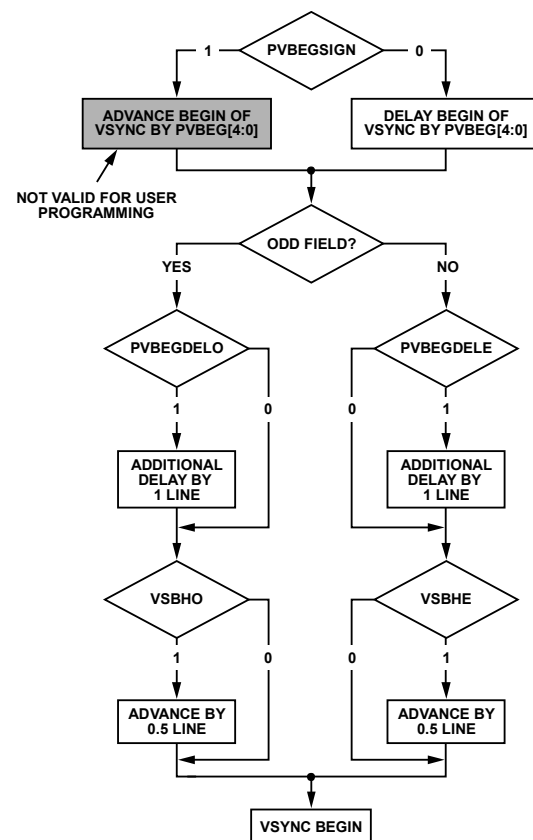 PVBEGSIGN
1
0
ADVANCE BEGIN OF
VSYNC BY PVBEG[4:0]
DELAY BEGIN OF
VSYNC BY PVBEG[4:0]
NOT VALID FOR USER
PROGRAMMING
ODD FIELD?
YES
NO
PVBEGDELO
PVBEGDELE
1
0
0
1
ADDITIONAL
DELAY BY
1 LINE
ADDITIONAL
DELAY BY
1 LINE
VSBHO
VSBHE
1
0
0
1
ADVANCE BY
0.5 LINE
ADVANCE BY
0.5 LINE
VSYNC BEGIN